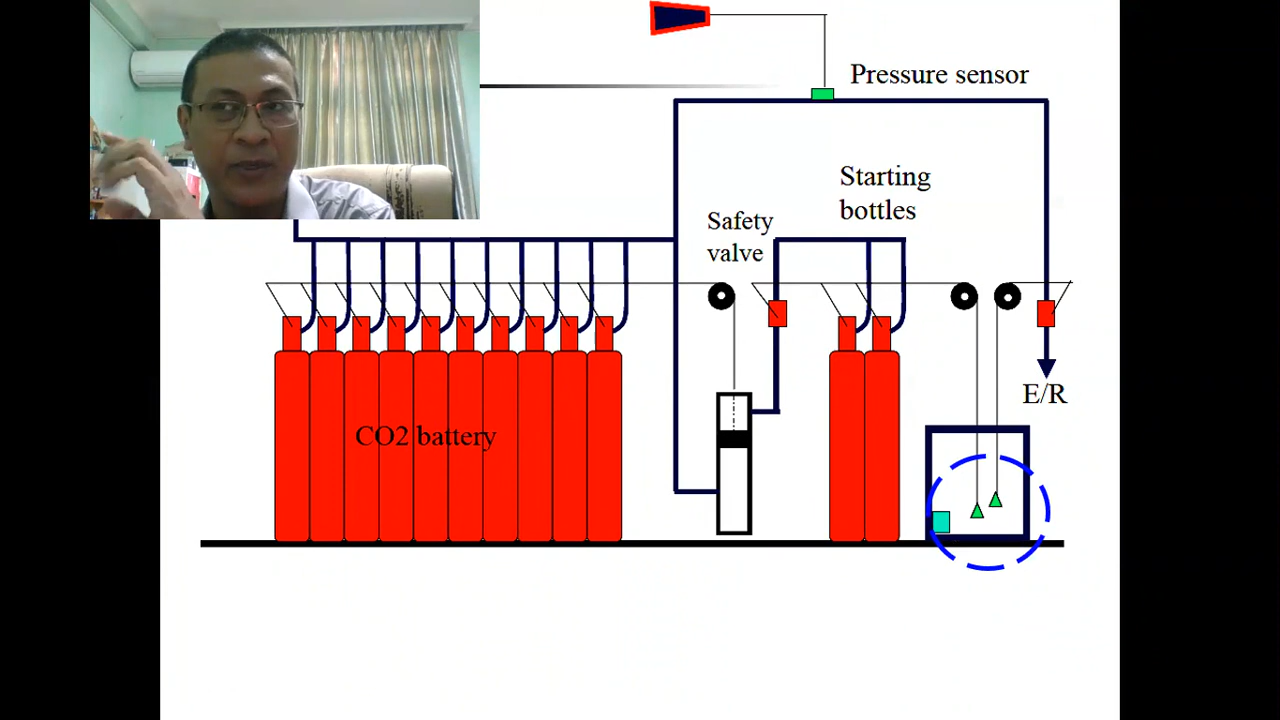 Pressure sensor
Starting
bottles
Safety
valve
E/R
CO2 battery